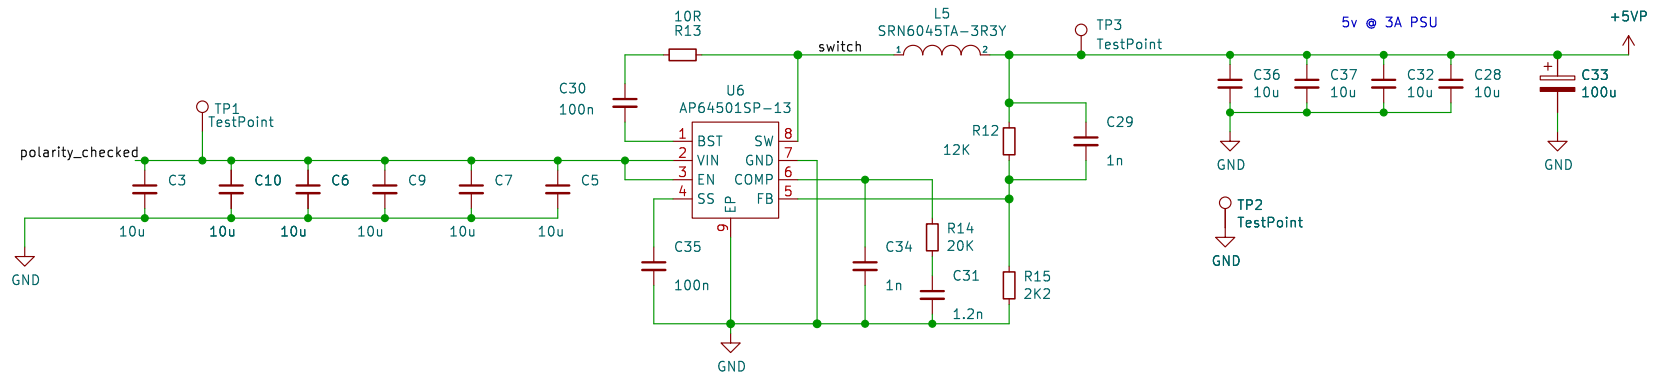 10R
R13
L5
SRN6045TA-3R3Y
switch
1
2
TP3
TestPoint
5v @ 3A PSU
+5VP
C30
100n
U6
AP64501SP-13
C36
10u
C37
10u
C32
10u
C28
10u
+
C33
100u
TP1
TestPoint
polarity_checked
1
BST
SW
8
2
VIN
GND
7
3
EN
COMP
6
4
SS
FB
5
EP
9
R12
12K
C29
1n
GND
GND
C3
10u
C10
10u
C6
10u
C9
10u
C7
10u
C5
10u
GND
TP2
TestPoint
GND
C35
100n
C34
1n
R14
20K
C31
1.2n
R15
2K2
GND